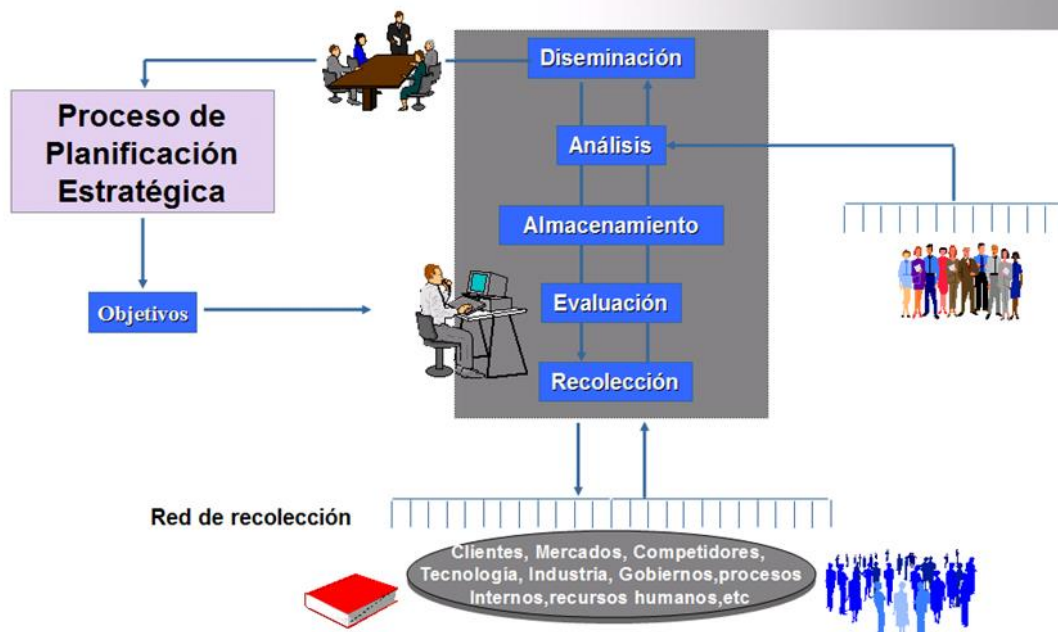 Diseminación
Proceso de
Planificación
Estratégica
Análisis
Almacenamiento
Objetivos
Evaluación
Recolección
Red de recolección
Clientes, Mercados, Competidores,
Tecnología, Industria, Gobiernos,procesos
Internos,recursos humanos,etc